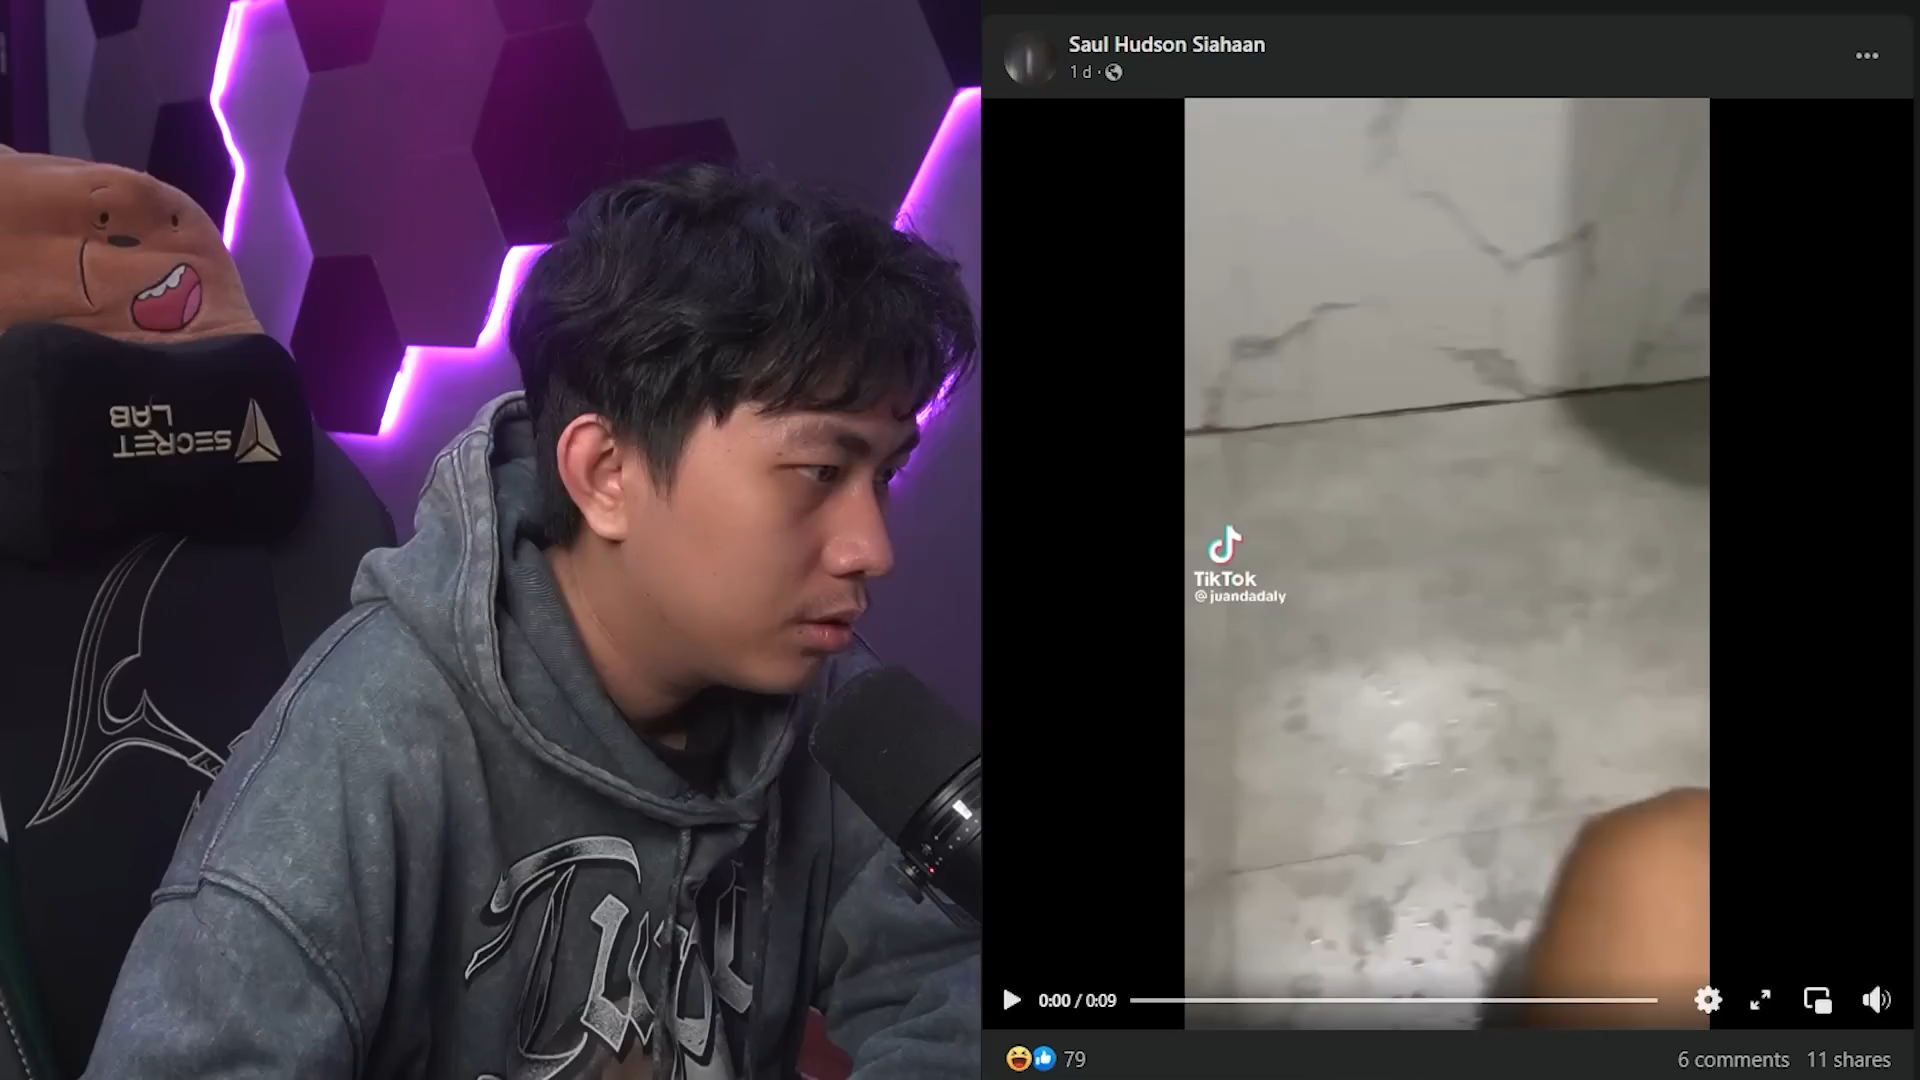 Saul Hudson Siahaan
1 d ·
SECRET
LAB
TikTok
@juandadaly
0:00 / 0:09
79
6 comments
11 shares